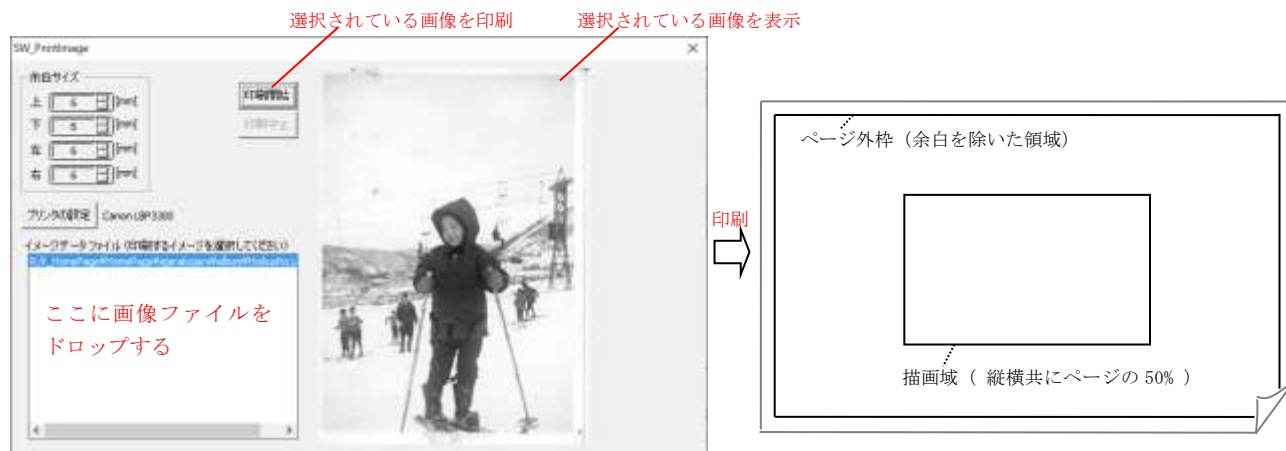 選択されている画像を印刷
選択されている画像を表示
SW_PrintImage
余白サイズ
上 6 [mm]
下 6 [mm]
左 6 [mm]
右 6 [mm]
印刷開始
印刷中止
プリンタの設定 Canon LBP3300
イメージデータファイル (印刷するイメージを選択してください)
ここに画像ファイルを
ドロップする
印刷
ページ外枠（余白を除いた領域）
描画域（ 縦横共にページの 50% ）